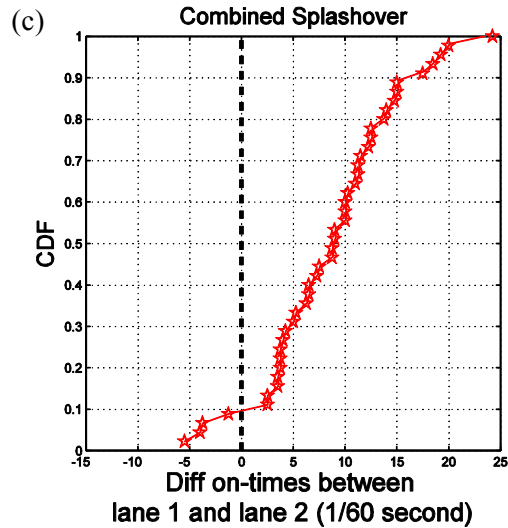 (c)
Combined Splashover
1
0.9
0.8
0.7
0.6
0.5
0.4
0.3
0.2
0.1
0
CDF
-15 -10 -5 0 5 10 15 20 25
Diff on-times between
lane 1 and lane 2 (1/60 second)